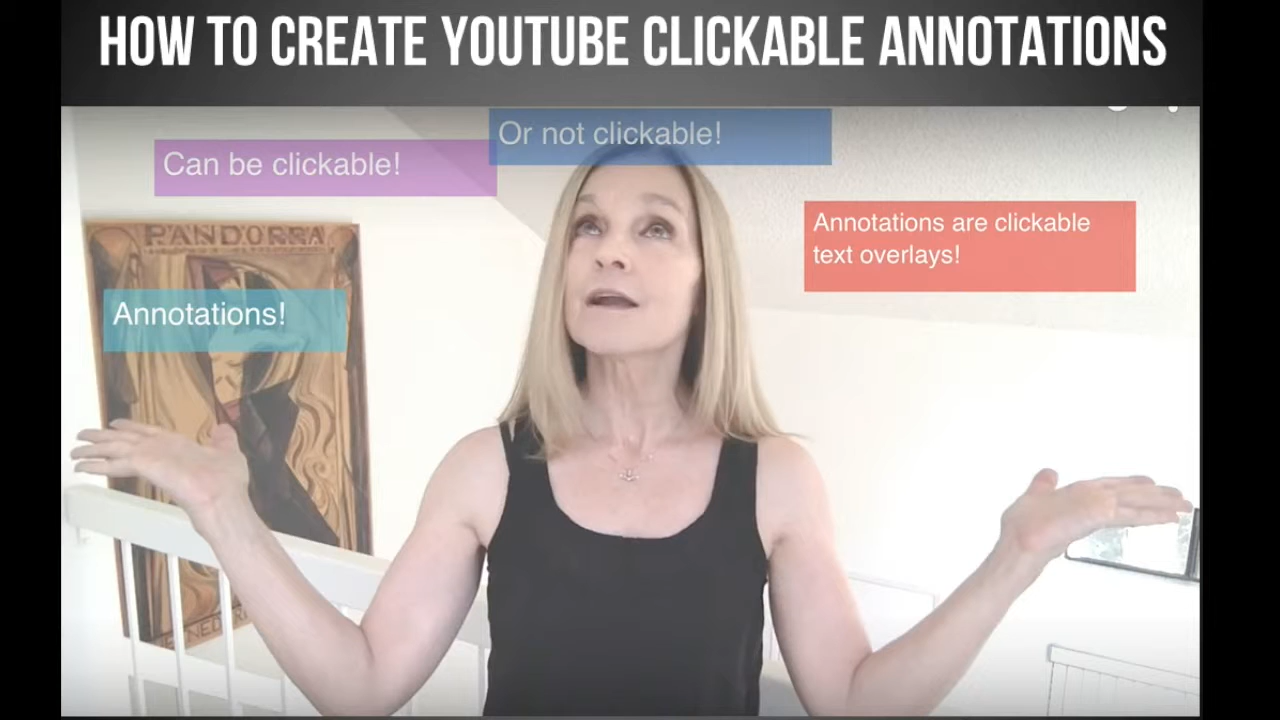 HOW TO CREATE YOUTUBE CLICKABLE ANNOTATIONS
Or not clickable!
Can be clickable!
Annotations are clickable
text overlays!
PANDORRA
Annotations!